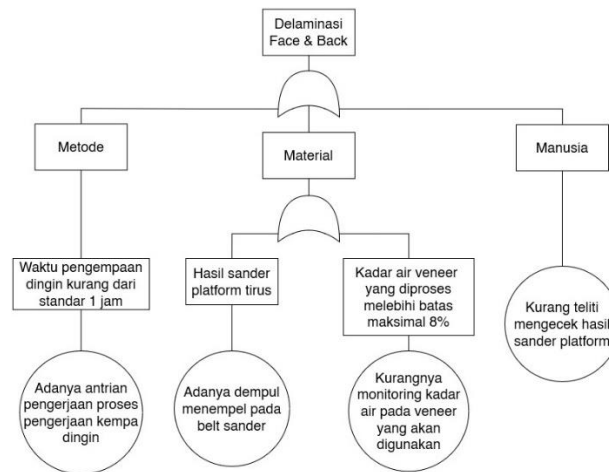 Delaminasi
Face & Back
Metode
Material
Manusia
Waktu pengempaan
dingin kurang dari
standar 1 jam
Hasil sander
platform tirus
Kadar air veneer
yang diproses
melebihi batas
maksimal 8%
Kurang teliti
mengecek hasil
sander platform
Adanya antrian
pengerjaan proses
pengerjaan kempa
dingin
Adanya dempul
menempel pada
belt sander
Kurangnya
monitoring kadar
air pada veneer
yang akan
digunakan